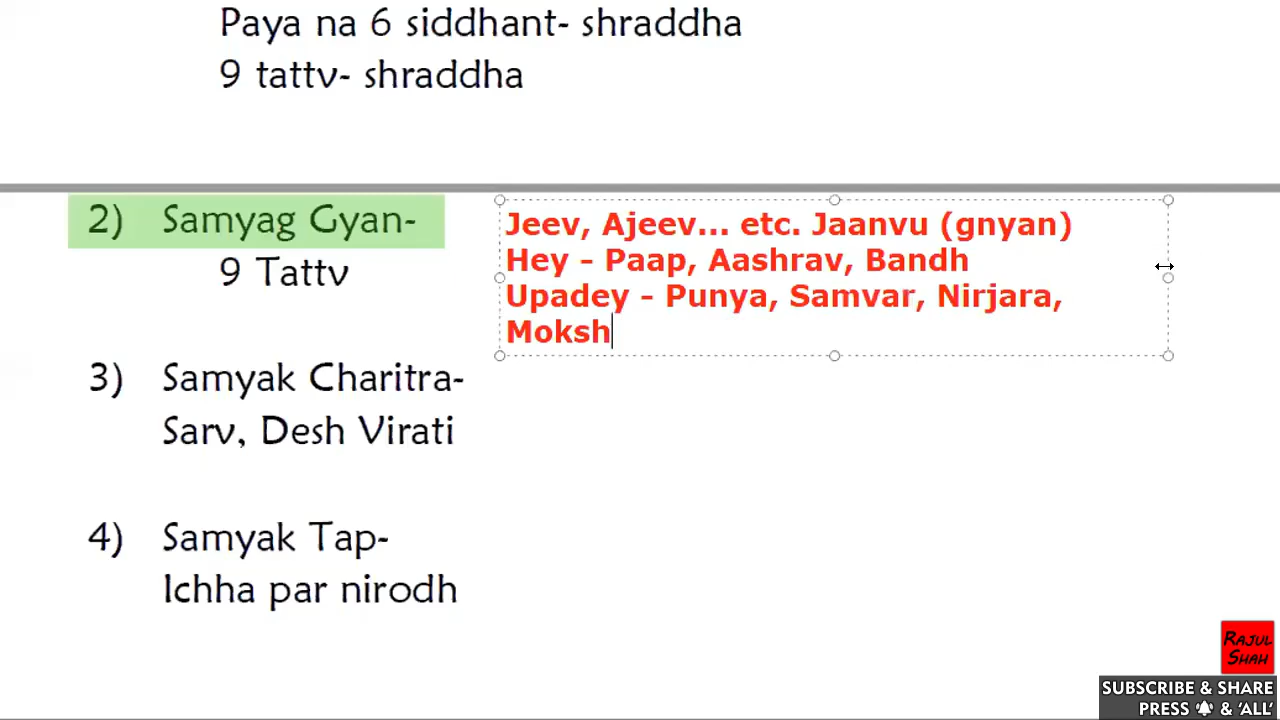 Paya na 6 siddhant- shraddha
9 tattv- shraddha
2) Samyag Gyan-
9 Tattv
Jeev, Ajeev... etc. Jaanvu (gnyan)
Hey - Paap, Aashrav, Bandh
Upadey - Punya, Samvar, Nirjara,
Moksh
3) Samyak Charitra-
Sarv, Desh Virati
4) Samyak Tap-
Ichha par nirodh
RAJUL
SHAH
SUBSCRIBE & SHARE
PRESS & 'ALL'